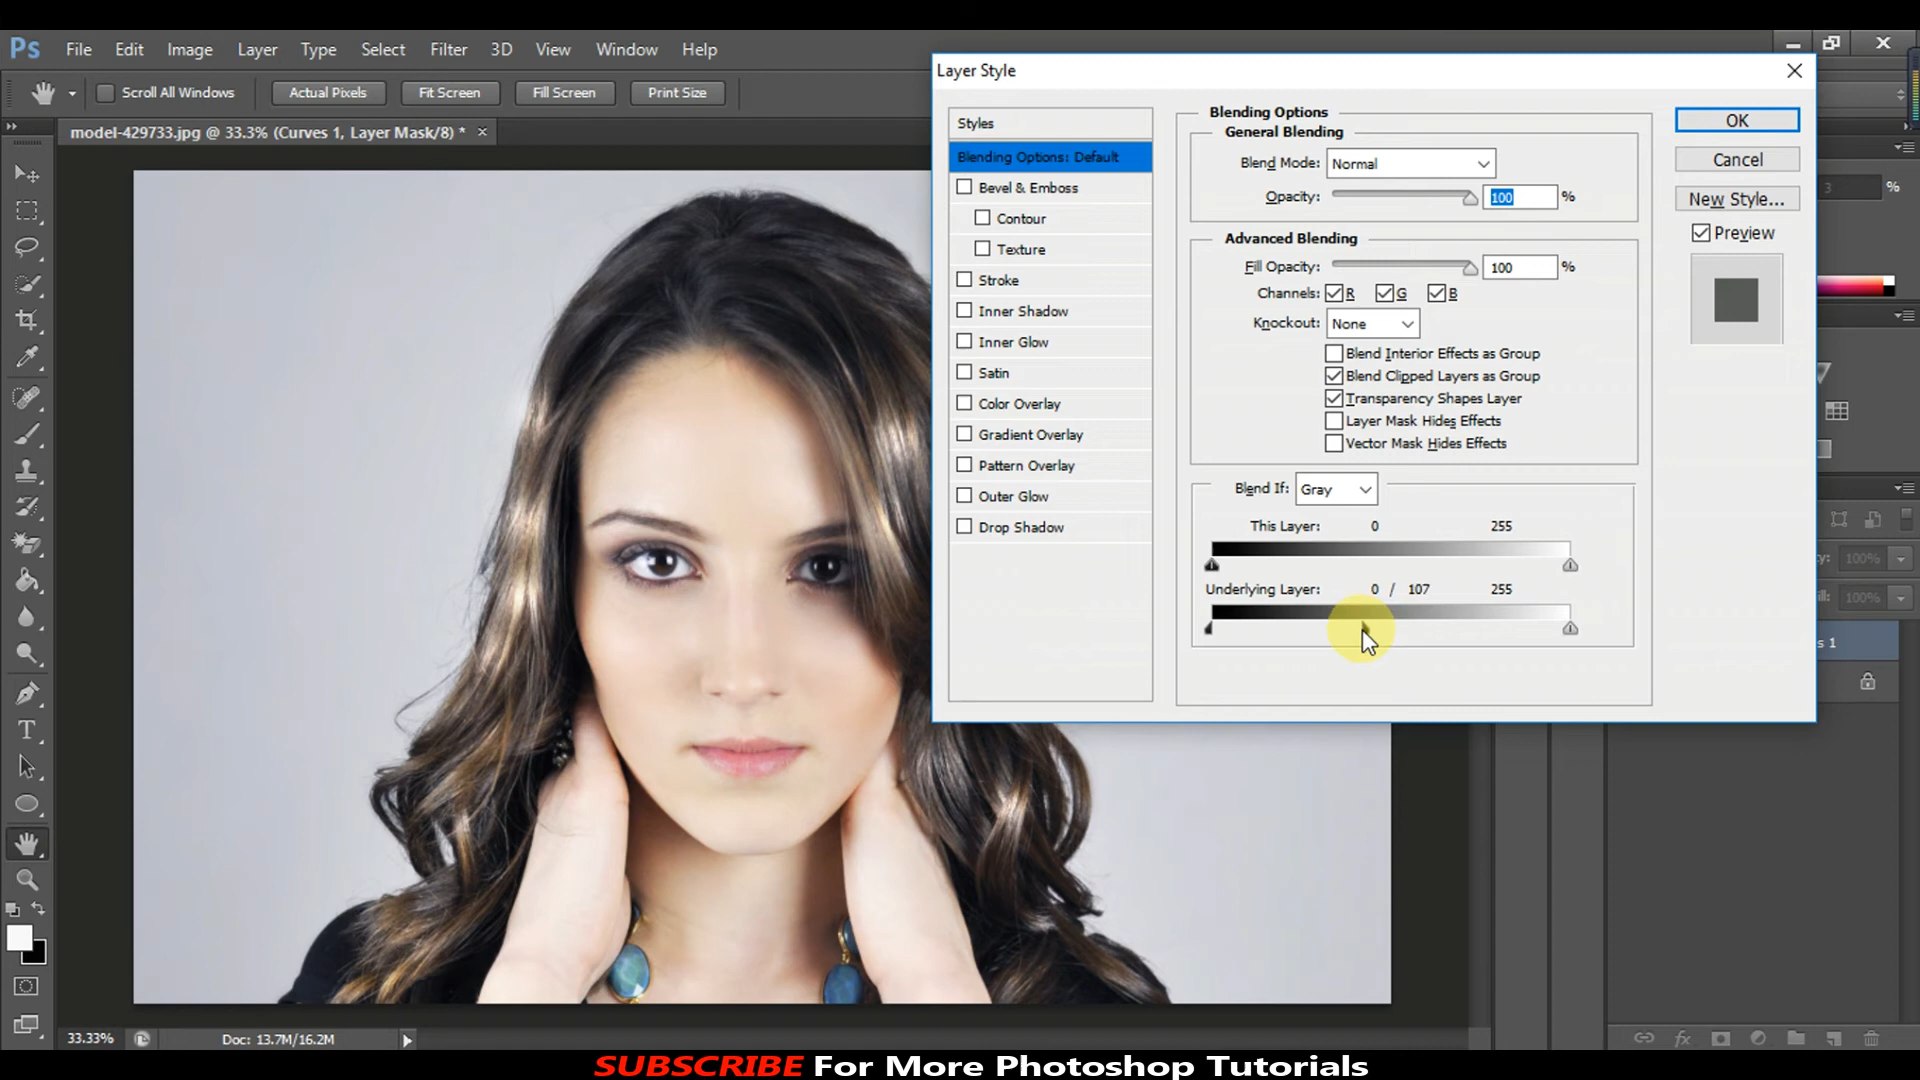 Ps File Edit Image Layer Type Select Filter 3D View Window Help
Scroll All Windows Actual Pixels Fit Screen Fill Screen Print Size
model-429733.jpg @ 33.3% (Curves 1, Layer Mask/8) * ×
Layer Style
Styles
Blending Options: Default
Bevel & Emboss
Contour
Texture
Stroke
Inner Shadow
Inner Glow
Satin
Color Overlay
Gradient Overlay
Pattern Overlay
Outer Glow
Drop Shadow
Blending Options
General Blending
Blend Mode: Normal
Opacity: 100 %
Advanced Blending
Fill Opacity: 100 %
Channels: R G B
Knockout: None
Blend Interior Effects as Group
Blend Clipped Layers as Group
Transparency Shapes Layer
Layer Mask Hides Effects
Vector Mask Hides Effects
Blend If: Gray
This Layer: 0 255
Underlying Layer: 0 / 107 255
OK
Cancel
New Style...
Preview
3 %
100%
100%
s 1
33.33% Doc: 13.7M/16.2M
SUBSCRIBE For More Photoshop Tutorials